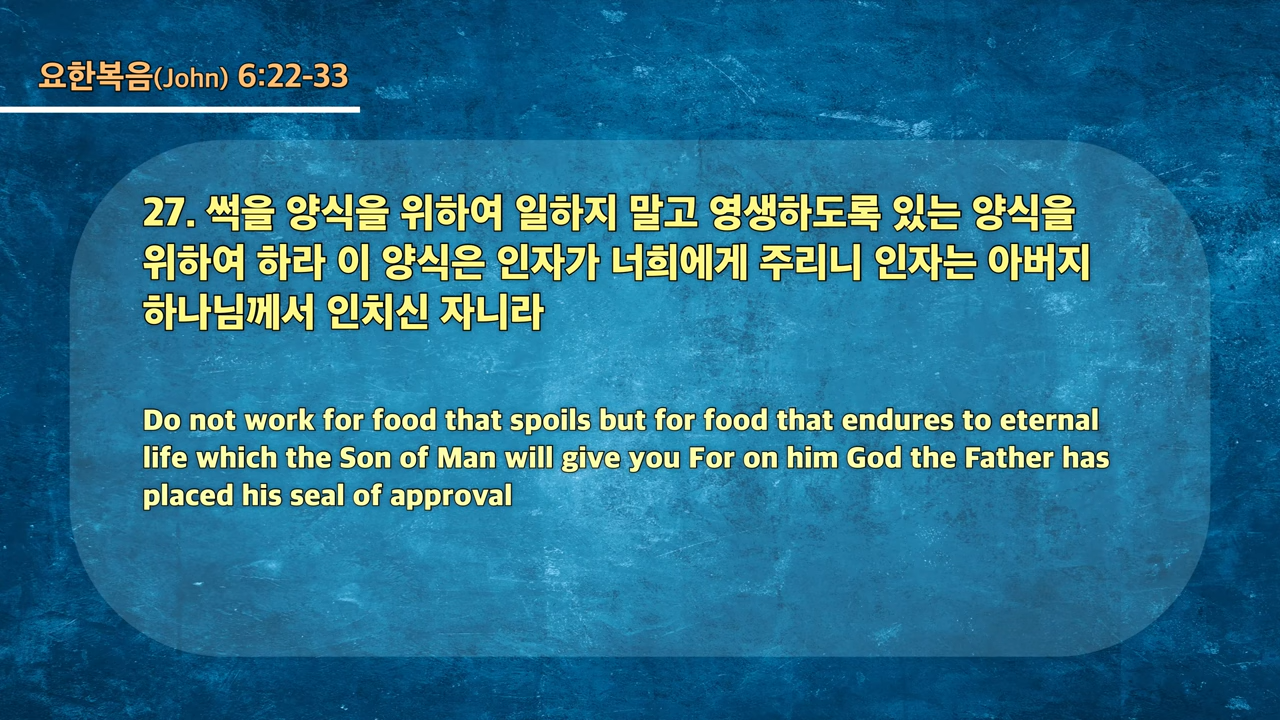 요한복음(John) 6:22-33
27. 썩을 양식을 위하여 일하지 말고 영생하도록 있는 양식을
위하여 하라 이 양식은 인자가 너희에게 주리니 인자는 아버지
하나님께서 인치신 자니라
Do not work for food that spoils but for food that endures to eternal
life which the Son of Man will give you For on him God the Father has
placed his seal of approval